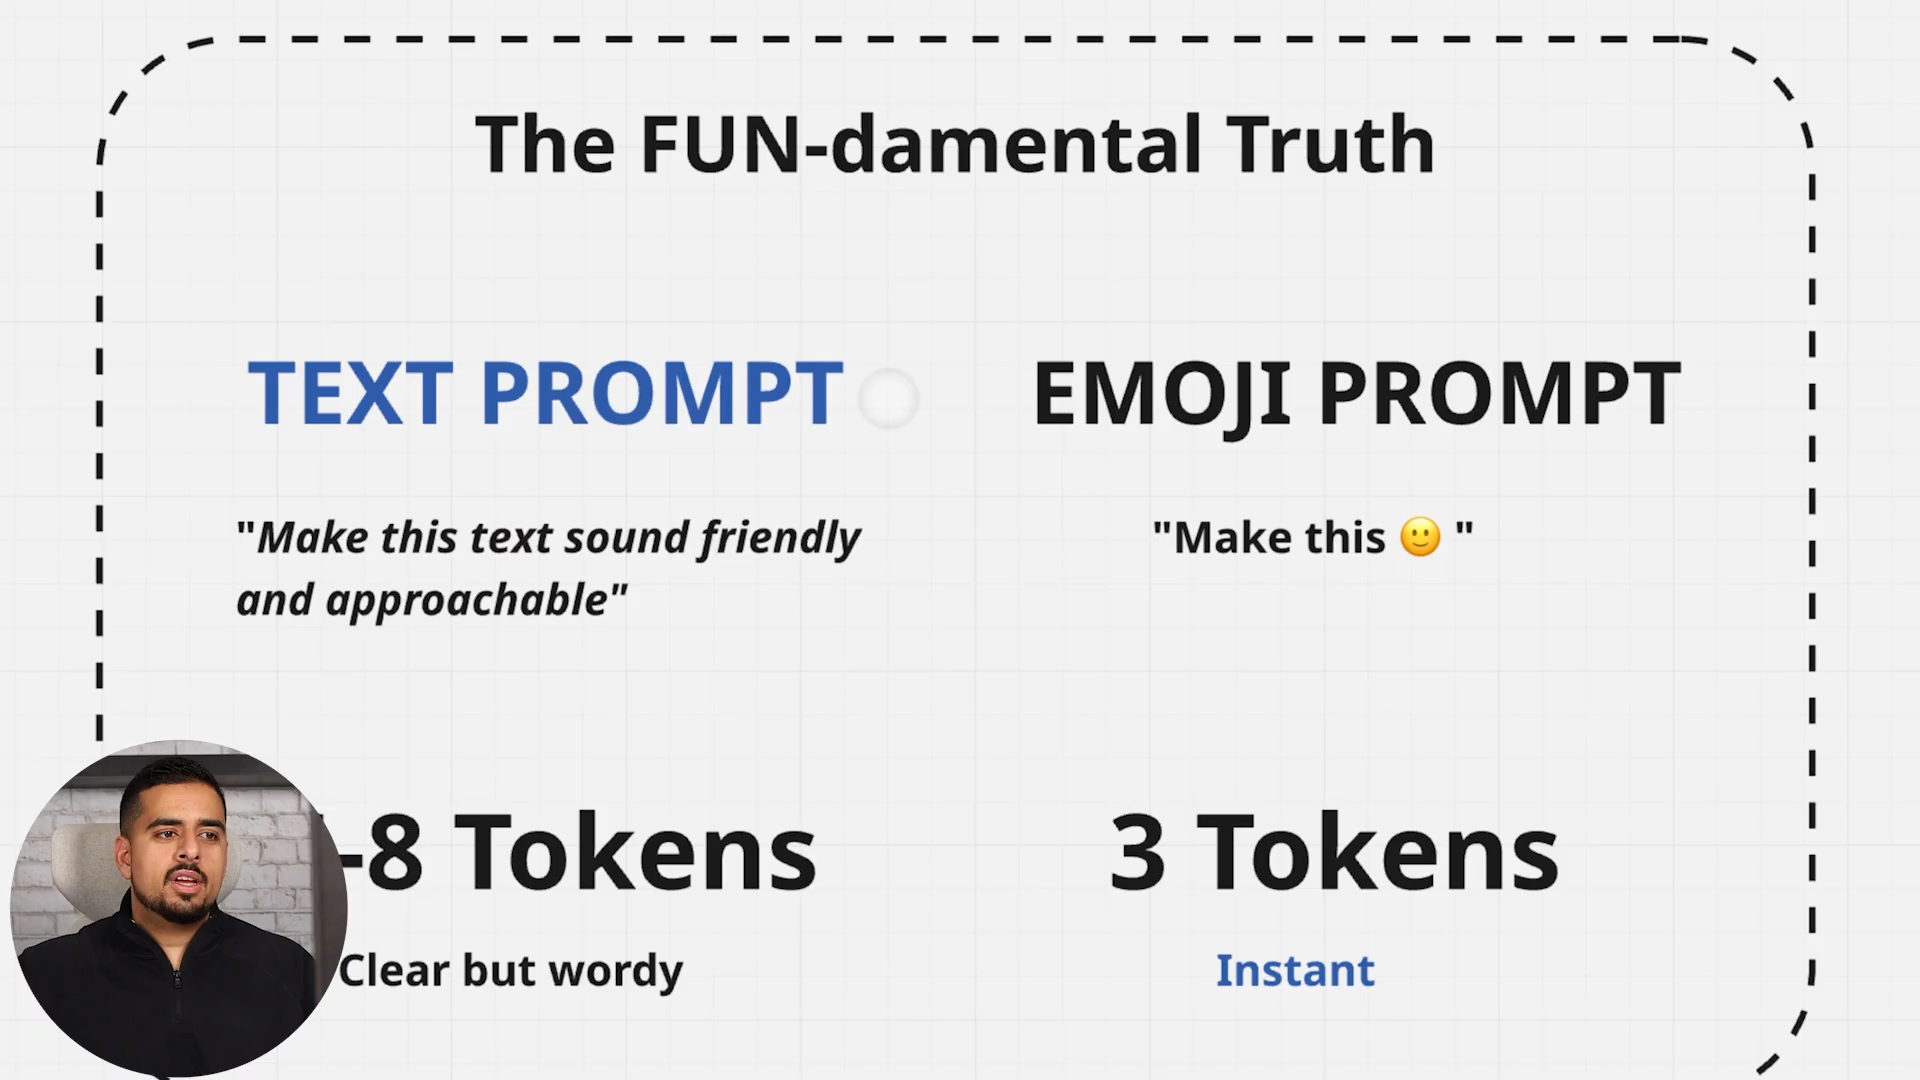 The FUN-damental Truth
TEXT PROMPT
EMOJI PROMPT
"Make this text sound friendly
and approachable"
"Make this 🙂 "
-8 Tokens
3 Tokens
Clear but wordy
Instant